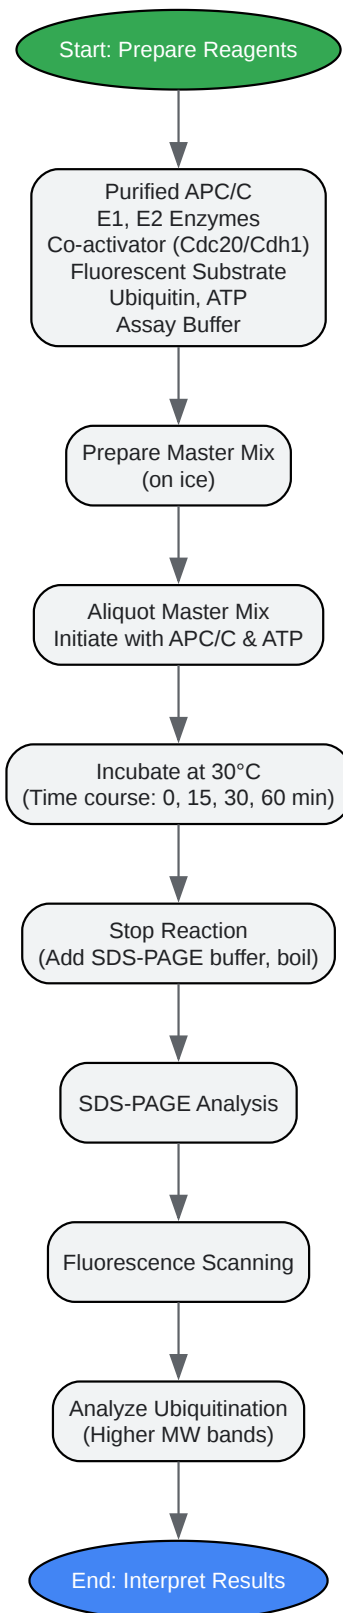 Start: Prepare Reagents
Purified APC/C
E1, E2 Enzymes
Co-activator (Cdc20/Cdh1)
Fluorescent Substrate
Ubiquitin, ATP
Assay Buffer
Prepare Master Mix
(on ice)
Aliquot Master Mix
Initiate with APC/C & ATP
Incubate at 30°C
(Time course: 0, 15, 30, 60 min)
Stop Reaction
(Add SDS-PAGE buffer, boil)
SDS-PAGE Analysis
Fluorescence Scanning
Analyze Ubiquitination
(Higher MW bands)
End: Interpret Results